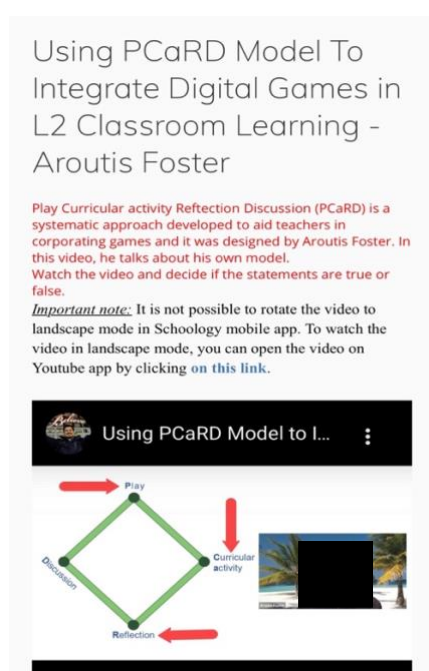 Using PCaRD Model To
Integrate Digital Games in
L2 Classroom Learning -
Aroutis Foster
Play Curricular activity Reftection Discussion (PCaRD) is a
systematic approach developed to aid teachers in
corporating games and it was designed by Aroutis Foster. In
this video, he talks about his own model.
Watch the video and decide if the statements are true or
false.
Important note: It is not possible to rotate the video to
landscape mode in Schoology mobile app. To watch the
video in landscape mode, you can open the video on
Youtube app by clicking on this link.
Believe
Using PCaRD Model to I...
Play
Discussion
Curricular
activity
Reflection